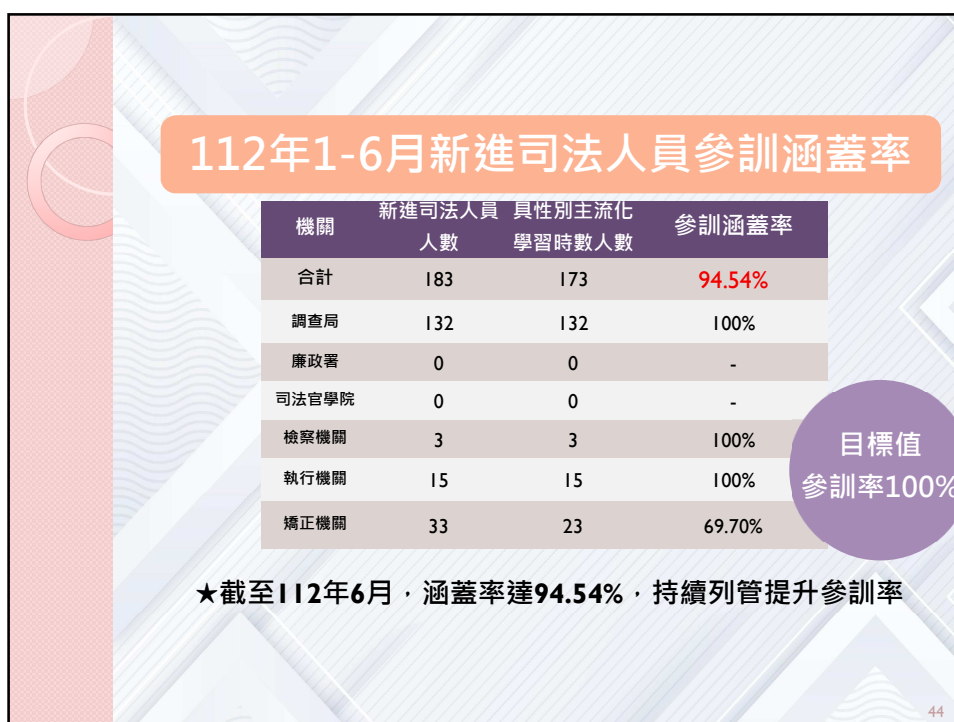 112年1-6月新進司法人員參訓涵蓋率
機關 新進司法人員人數 具性別主流化學習時數人數 參訓涵蓋率
合計 183 173 94.54%
調查局 132 132 100%
廉政署 0 0 -
司法官學院 0 0 -
檢察機關 3 3 100%
執行機關 15 15 100%
矯正機關 33 23 69.70%
目標值
參訓率100%
★截至112年6月，涵蓋率達94.54%，持續列管提升參訓率
44